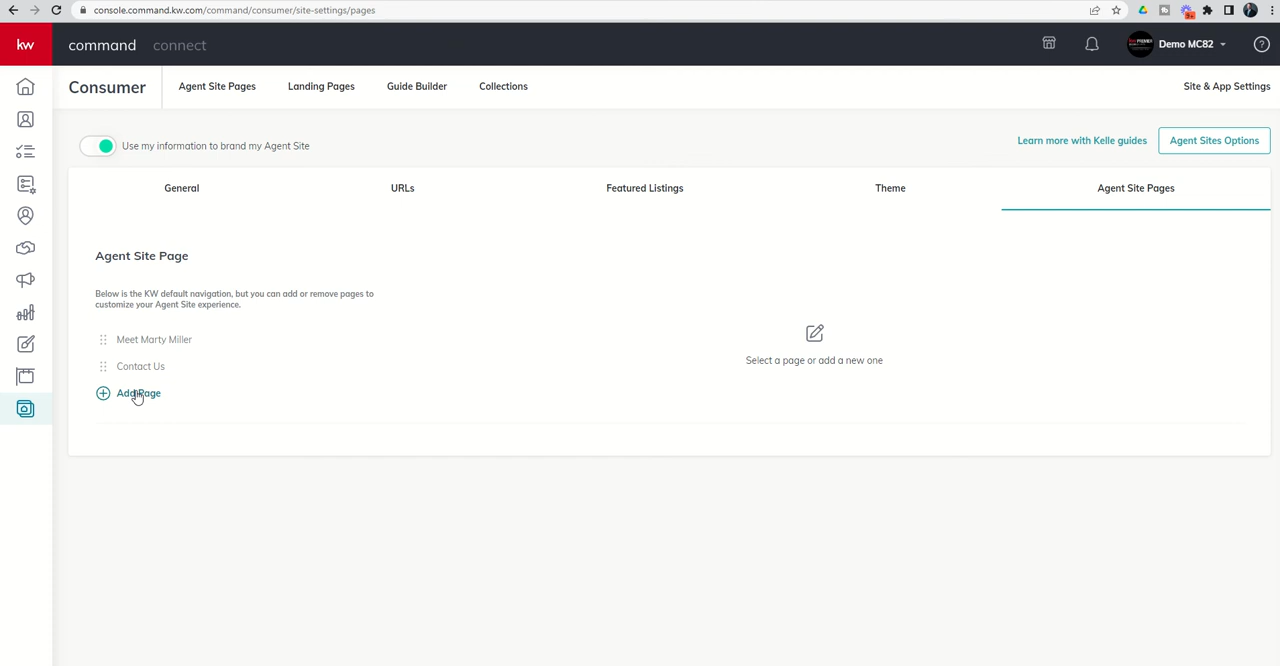 console.command.kw.com/command/consumer/site-settings/pages
9+
kw
command connect
Demo MC82
?
Consumer
Agent Site Pages Landing Pages Guide Builder Collections
Site & App Settings
Use my information to brand my Agent Site
Learn more with Kelle guides
Agent Sites Options
General URLs Featured Listings Theme Agent Site Pages
Agent Site Page
Below is the KW default navigation, but you can add or remove pages to
customize your Agent Site experience.
Meet Marty Miller
Contact Us
Add Page
Select a page or add a new one